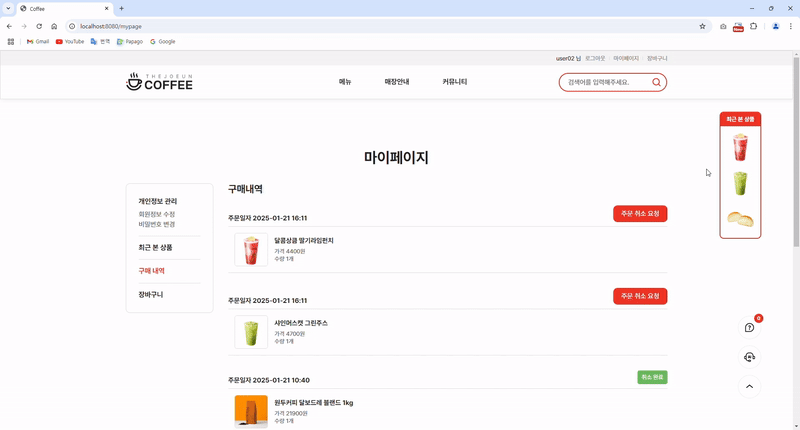 Coffee
localhost:8080/mypage
Gmail
YouTube
번역
Papago
Google
user02 님 로그아웃 마이페이지 장바구니
THEJOEUN
COFFEE
메뉴
매장안내
커뮤니티
검색어를 입력해주세요.
최근 본 상품
마이페이지
개인정보 관리
회원정보 수정
비밀번호 변경
최근 본 상품
구매 내역
장바구니
구매내역
주문일자 2025-01-21 16:11
주문 취소 요청
달콤상큼 딸기라임펀치
가격 4400원
수량 1개
주문일자 2025-01-21 16:11
주문 취소 요청
샤인머스캣 그린주스
가격 4700원
수량 1개
주문일자 2025-01-21 10:40
취소 완료
원두커피 달보드레 블랜드 1kg
가격 21900원
수량 1개
0